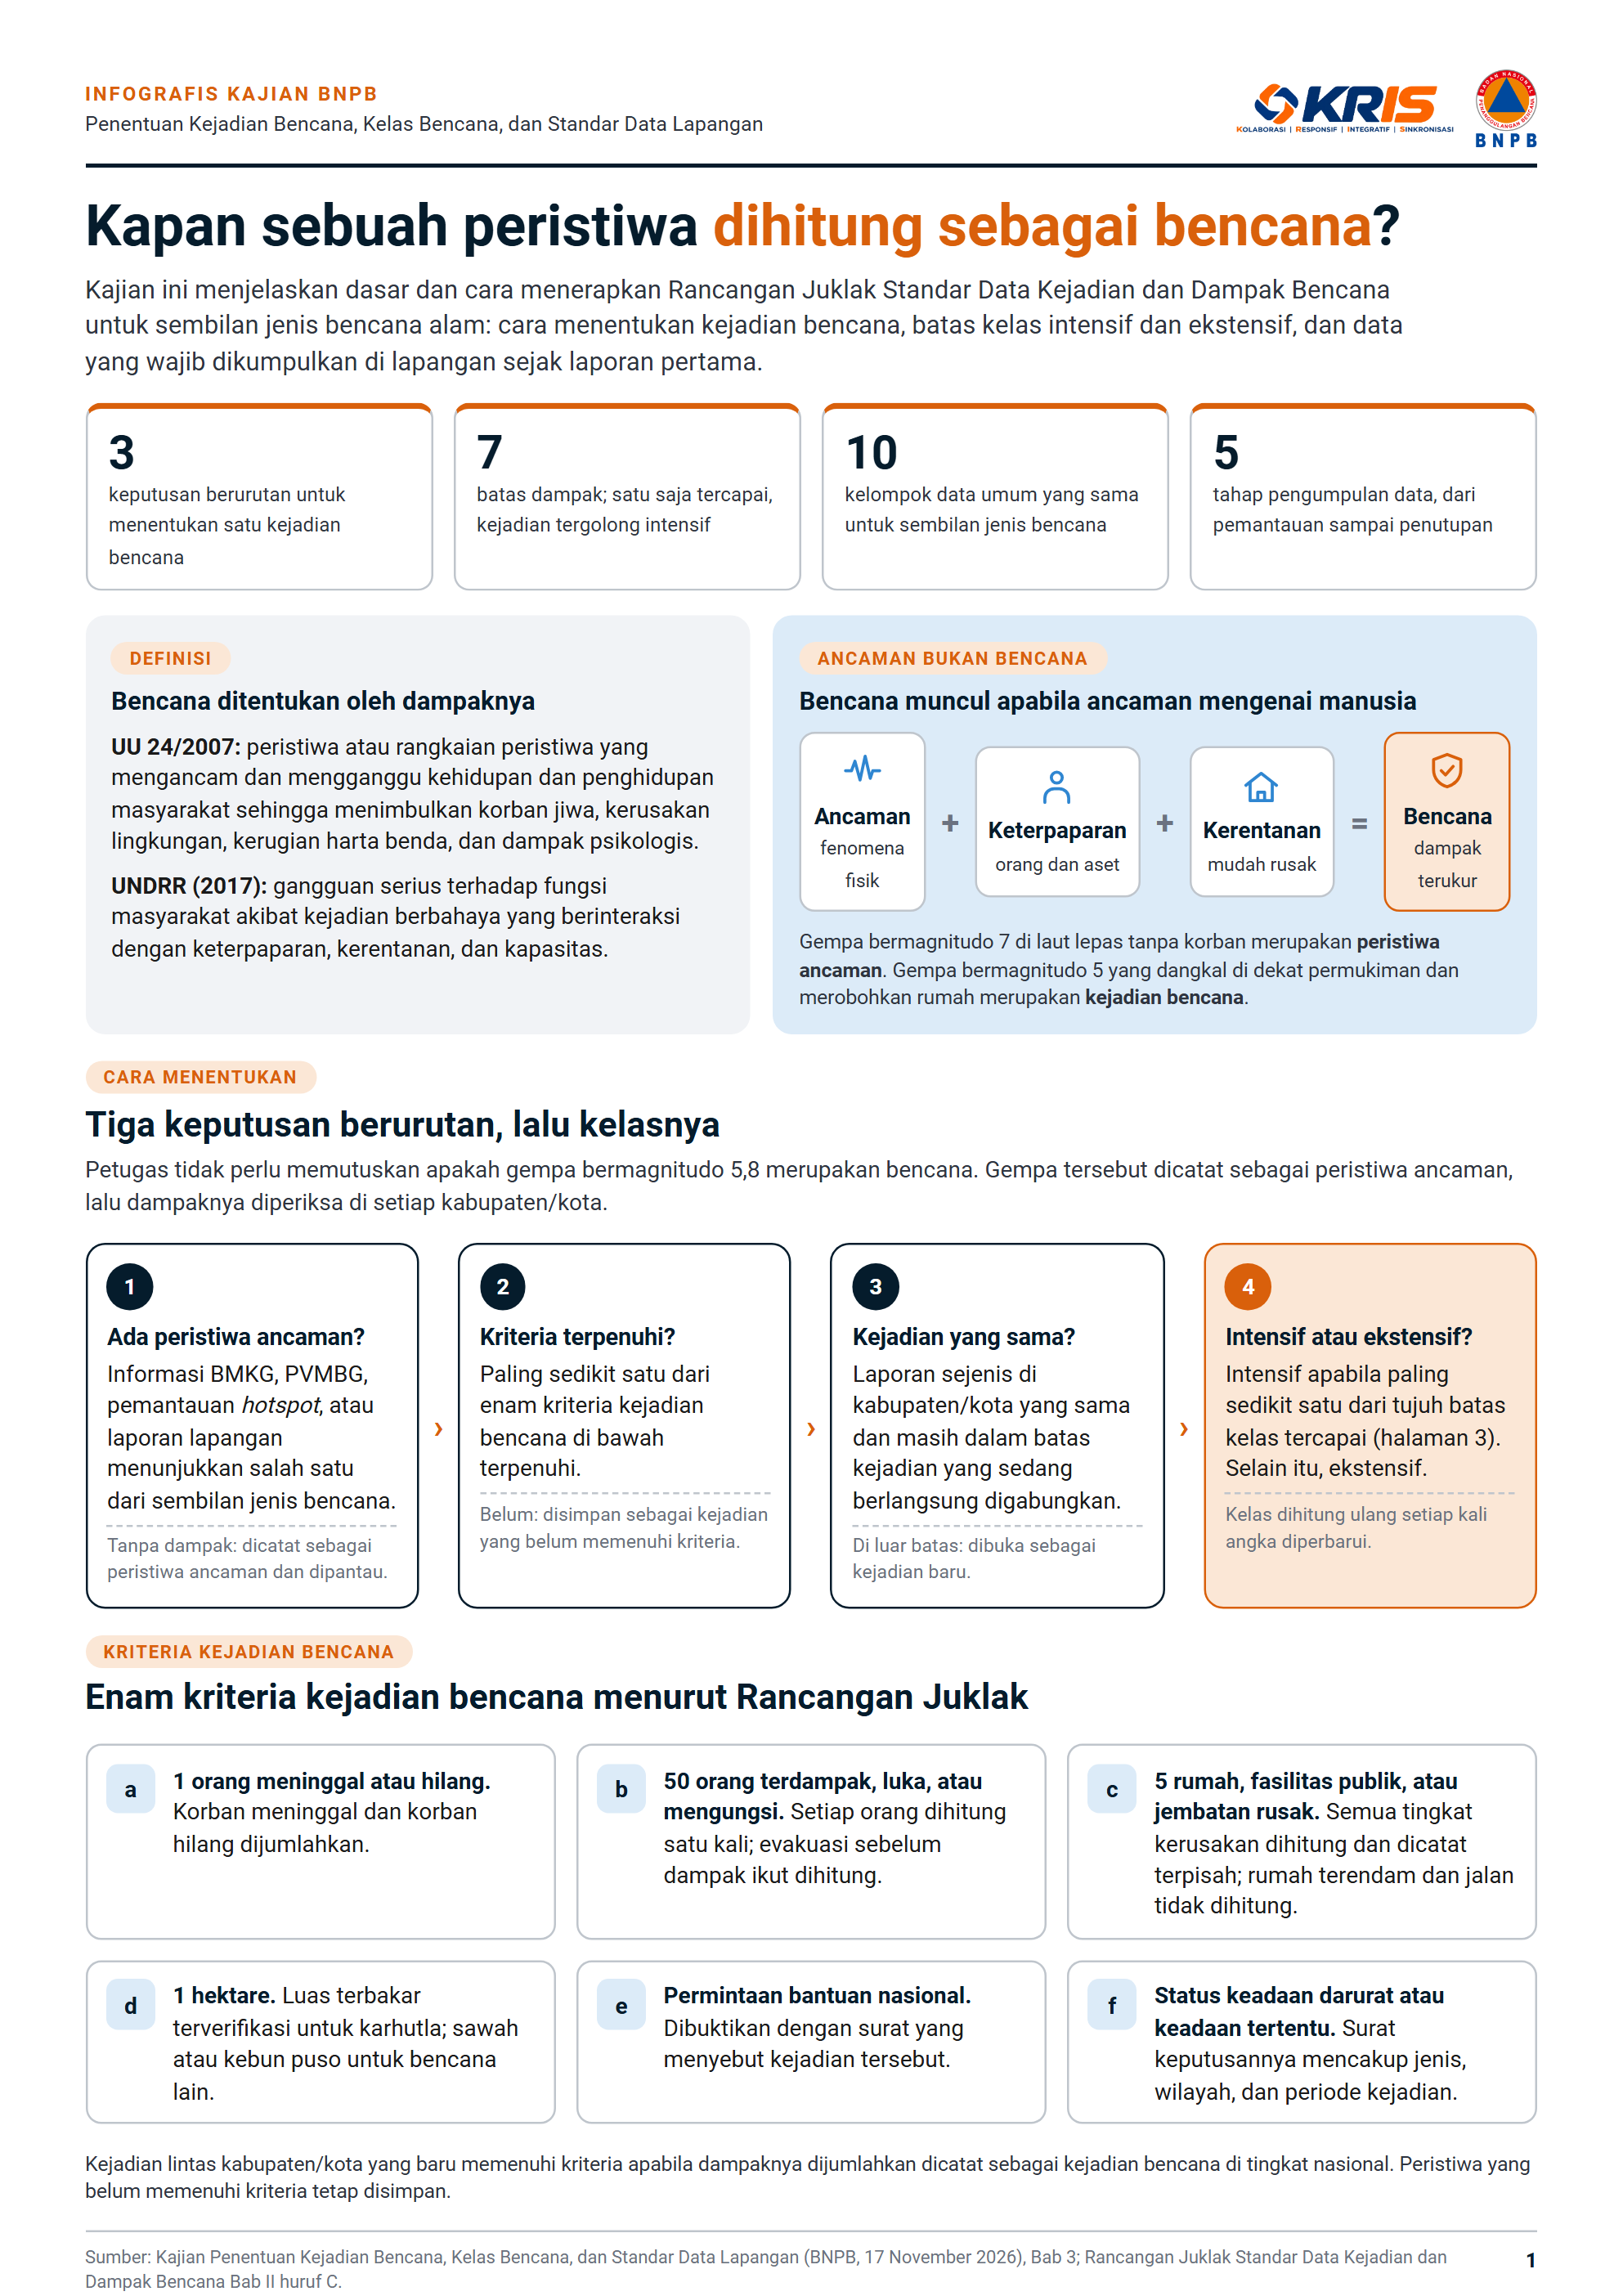 INFOGRAFIS KAJIAN BNPB
Penentuan Kejadian Bencana, Kelas Bencana, dan Standar Data Lapangan
KRIS
KOLABORASI | RESPONSIF | INTEGRATIF | SINKRONISASI
BADAN NASIONAL
PENANGGULANGAN BENCANA
BNPB
Kapan sebuah peristiwa dihitung sebagai bencana?
Kajian ini menjelaskan dasar dan cara menerapkan Rancangan Juklak Standar Data Kejadian dan Dampak Bencana
untuk sembilan jenis bencana alam: cara menentukan kejadian bencana, batas kelas intensif dan ekstensif, dan data
yang wajib dikumpulkan di lapangan sejak laporan pertama.
3
keputusan berurutan untuk
menentukan satu kejadian
bencana
7
batas dampak; satu saja tercapai,
kejadian tergolong intensif
10
kelompok data umum yang sama
untuk sembilan jenis bencana
5
tahap pengumpulan data, dari
pemantauan sampai penutupan
DEFINISI
Bencana ditentukan oleh dampaknya
UU 24/2007: peristiwa atau rangkaian peristiwa yang
mengancam dan mengganggu kehidupan dan penghidupan
masyarakat sehingga menimbulkan korban jiwa, kerusakan
lingkungan, kerugian harta benda, dan dampak psikologis.
UNDRR (2017): gangguan serius terhadap fungsi
masyarakat akibat kejadian berbahaya yang berinteraksi
dengan keterpaparan, kerentanan, dan kapasitas.
ANCAMAN BUKAN BENCANA
Bencana muncul apabila ancaman mengenai manusia
Ancaman
fenomena
fisik
+
Keterpaparan
orang dan aset
+
Kerentanan
mudah rusak
=
Bencana
dampak
terukur
Gempa bermagnitudo 7 di laut lepas tanpa korban merupakan peristiwa
ancaman. Gempa bermagnitudo 5 yang dangkal di dekat permukiman dan
merobohkan rumah merupakan kejadian bencana.
CARA MENENTUKAN
Tiga keputusan berurutan, lalu kelasnya
Petugas tidak perlu memutuskan apakah gempa bermagnitudo 5,8 merupakan bencana. Gempa tersebut dicatat sebagai peristiwa ancaman,
lalu dampaknya diperiksa di setiap kabupaten/kota.
1
Ada peristiwa ancaman?
Informasi BMKG, PVMBG,
pemantauan hotspot, atau
laporan lapangan
menunjukkan salah satu
dari sembilan jenis bencana.
Tanpa dampak: dicatat sebagai
peristiwa ancaman dan dipantau.
›
2
Kriteria terpenuhi?
Paling sedikit satu dari
enam kriteria kejadian
bencana di bawah
terpenuhi.
Belum: disimpan sebagai kejadian
yang belum memenuhi kriteria.
›
3
Kejadian yang sama?
Laporan sejenis di
kabupaten/kota yang sama
dan masih dalam batas
kejadian yang sedang
berlangsung digabungkan.
Di luar batas: dibuka sebagai
kejadian baru.
›
4
Intensif atau ekstensif?
Intensif apabila paling
sedikit satu dari tujuh batas
kelas tercapai (halaman 3).
Selain itu, ekstensif.
Kelas dihitung ulang setiap kali
angka diperbarui.
KRITERIA KEJADIAN BENCANA
Enam kriteria kejadian bencana menurut Rancangan Juklak
a
1 orang meninggal atau hilang.
Korban meninggal dan korban
hilang dijumlahkan.
b
50 orang terdampak, luka, atau
mengungsi. Setiap orang dihitung
satu kali; evakuasi sebelum
dampak ikut dihitung.
c
5 rumah, fasilitas publik, atau
jembatan rusak. Semua tingkat
kerusakan dihitung dan dicatat
terpisah; rumah terendam dan jalan
tidak dihitung.
d
1 hektare. Luas terbakar
terverifikasi untuk karhutla; sawah
atau kebun puso untuk bencana
lain.
e
Permintaan bantuan nasional.
Dibuktikan dengan surat yang
menyebut kejadian tersebut.
f
Status keadaan darurat atau
keadaan tertentu. Surat
keputusannya mencakup jenis,
wilayah, dan periode kejadian.
Kejadian lintas kabupaten/kota yang baru memenuhi kriteria apabila dampaknya dijumlahkan dicatat sebagai kejadian bencana di tingkat nasional. Peristiwa yang
belum memenuhi kriteria tetap disimpan.
Sumber: Kajian Penentuan Kejadian Bencana, Kelas Bencana, dan Standar Data Lapangan (BNPB, 17 November 2026), Bab 3; Rancangan Juklak Standar Data Kejadian dan
Dampak Bencana Bab II huruf C.
1